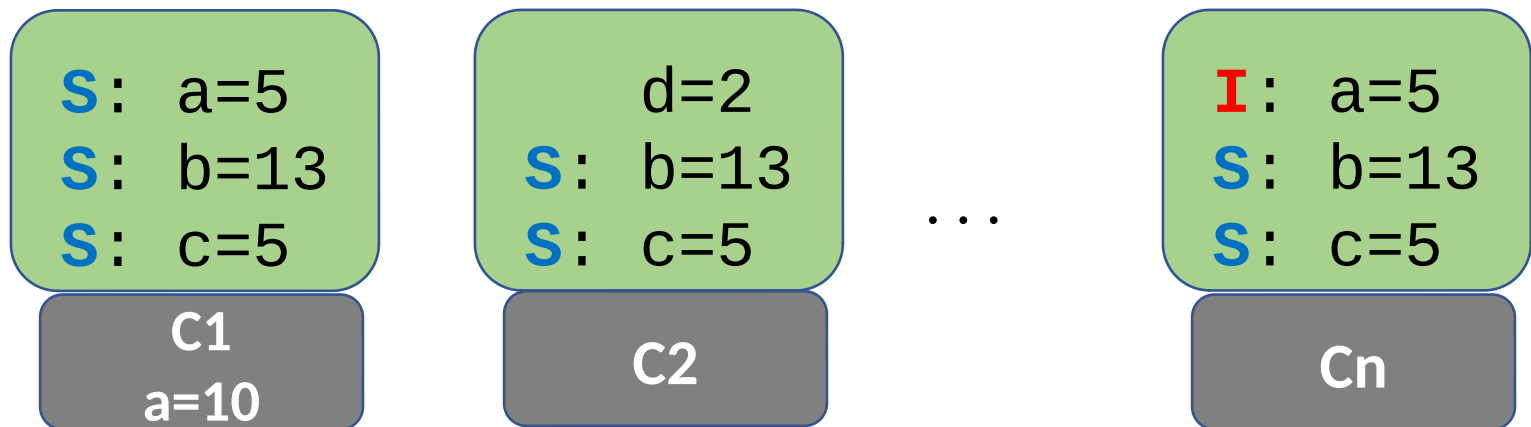 S: a=5
S: b=13
S: c=5
C1
a=10
d=2
S: b=13
S: c=5
C2
...
I: a=5
S: b=13
S: c=5
Cn